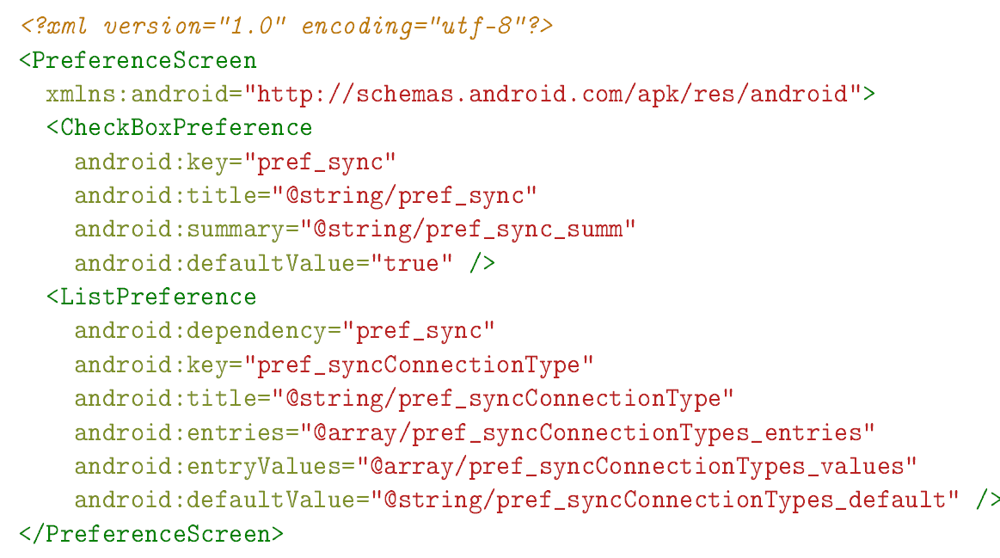 <?xml version="1.0" encoding="utf-8"?>
<PreferenceScreen
  xmlns:android="http://schemas.android.com/apk/res/android">
  <CheckBoxPreference
    android:key="pref_sync"
    android:title="@string/pref_sync"
    android:summary="@string/pref_sync_summ"
    android:defaultValue="true" />
  <ListPreference
    android:dependency="pref_sync"
    android:key="pref_syncConnectionType"
    android:title="@string/pref_syncConnectionType"
    android:entries="@array/pref_syncConnectionTypes_entries"
    android:entryValues="@array/pref_syncConnectionTypes_values"
    android:defaultValue="@string/pref_syncConnectionTypes_default" />
</PreferenceScreen>